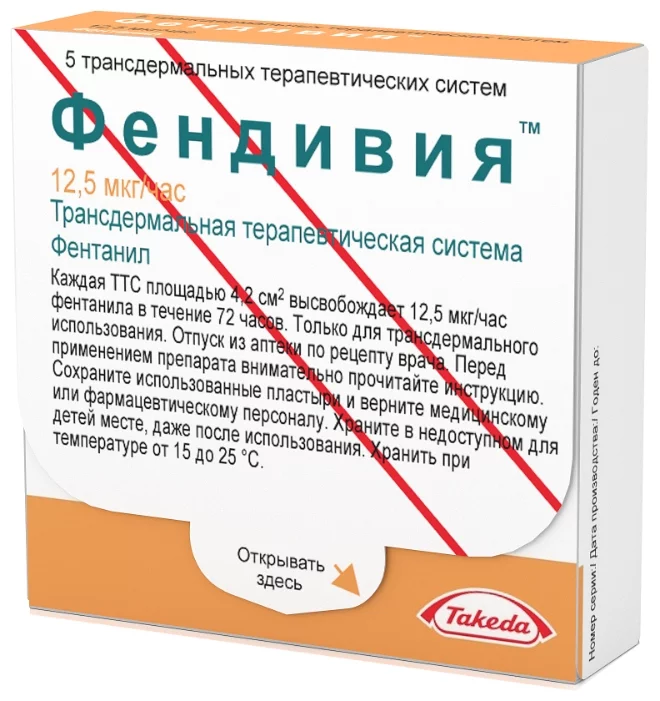 Фендивия
5 трансдермальных терапевтических систем
Фендивия™
12,5 мкг/час
Трансдермальная терапевтическая система
Фентанил
Каждая ТТС площадью 4,2 см² высвобождает 12,5 мкг/час
фентанила в течение 72 часов. Только для трансдермального
использования. Отпуск из аптеки по рецепту врача. Перед
применением препарата внимательно прочитайте инструкцию.
Сохраните использованные пластыри и верните медицинскому
или фармацевтическому персоналу. Храните в недоступном для
детей месте, даже после использования. Хранить при
температуре от 15 до 25 °C.
Открывать
здесь
Takeda
Номер серии:/ Дата производства:/ Годен до: